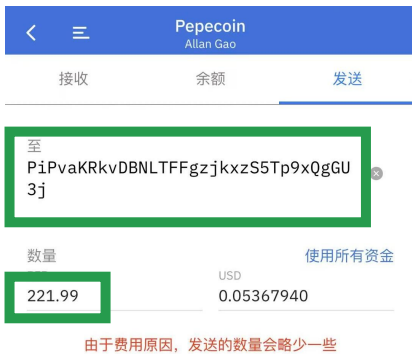 Pepecoin
Allan Gao
接收 余额 发送
至
PiPvaKRkvDBNLTFFgzjkxzS5Tp9xQgGU
3j
数量 使用所有资金
USD
221.99 0.05367940
由于费用原因，发送的数量会略少一些